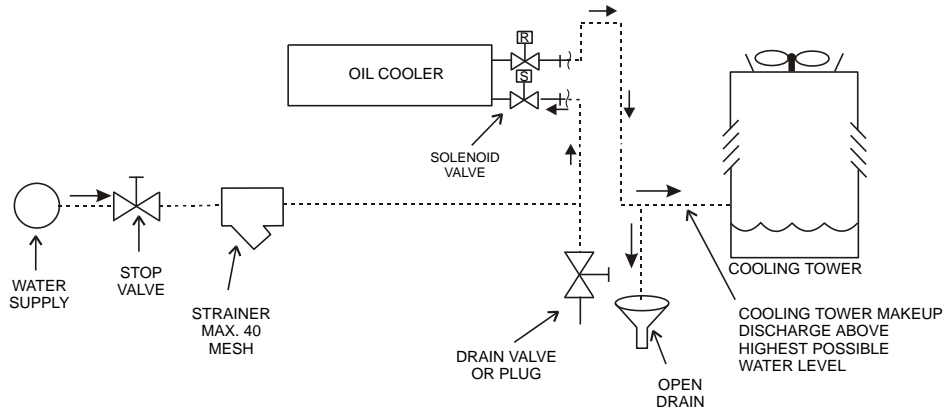 R
OIL COOLER
S
SOLENOID
VALVE
WATER
SUPPLY
STOP
VALVE
STRAINER
MAX. 40
MESH
DRAIN VALVE
OR PLUG
OPEN
DRAIN
COOLING TOWER
COOLING TOWER MAKEUP
DISCHARGE ABOVE
HIGHEST POSSIBLE
WATER LEVEL